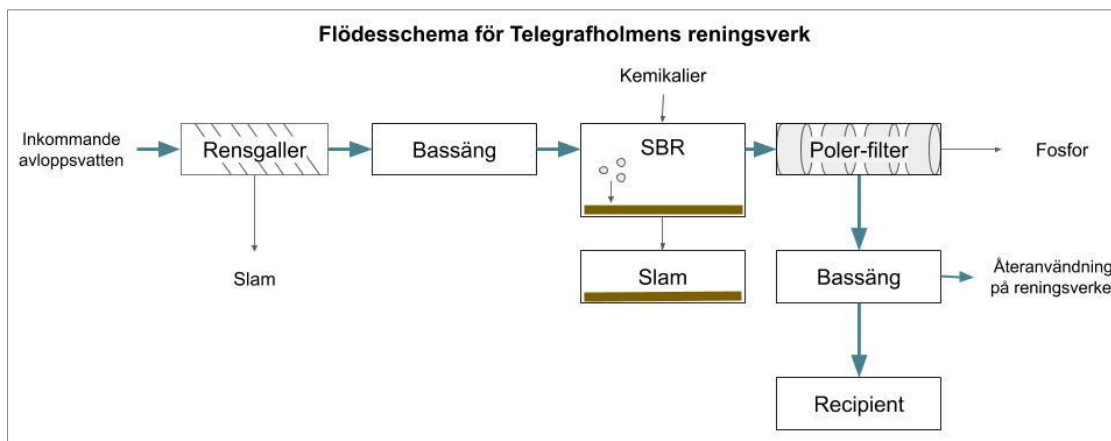 Flödesschema för Telegrafholmens reningsverk
Kemikalier
Inkommande
avloppsvatten
Rensgaller
Bassäng
SBR
Poler-filter
Fosfor
Slam
Slam
Bassäng
Återanvändning
på reningsverke
Recipient